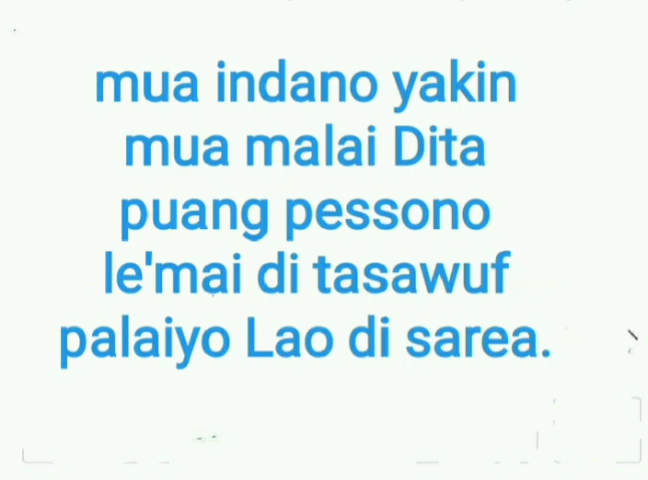 mua indano yakin
mua malai Dita
puang pessono
le'mai di tasawuf
palaiyo Lao di sarea.